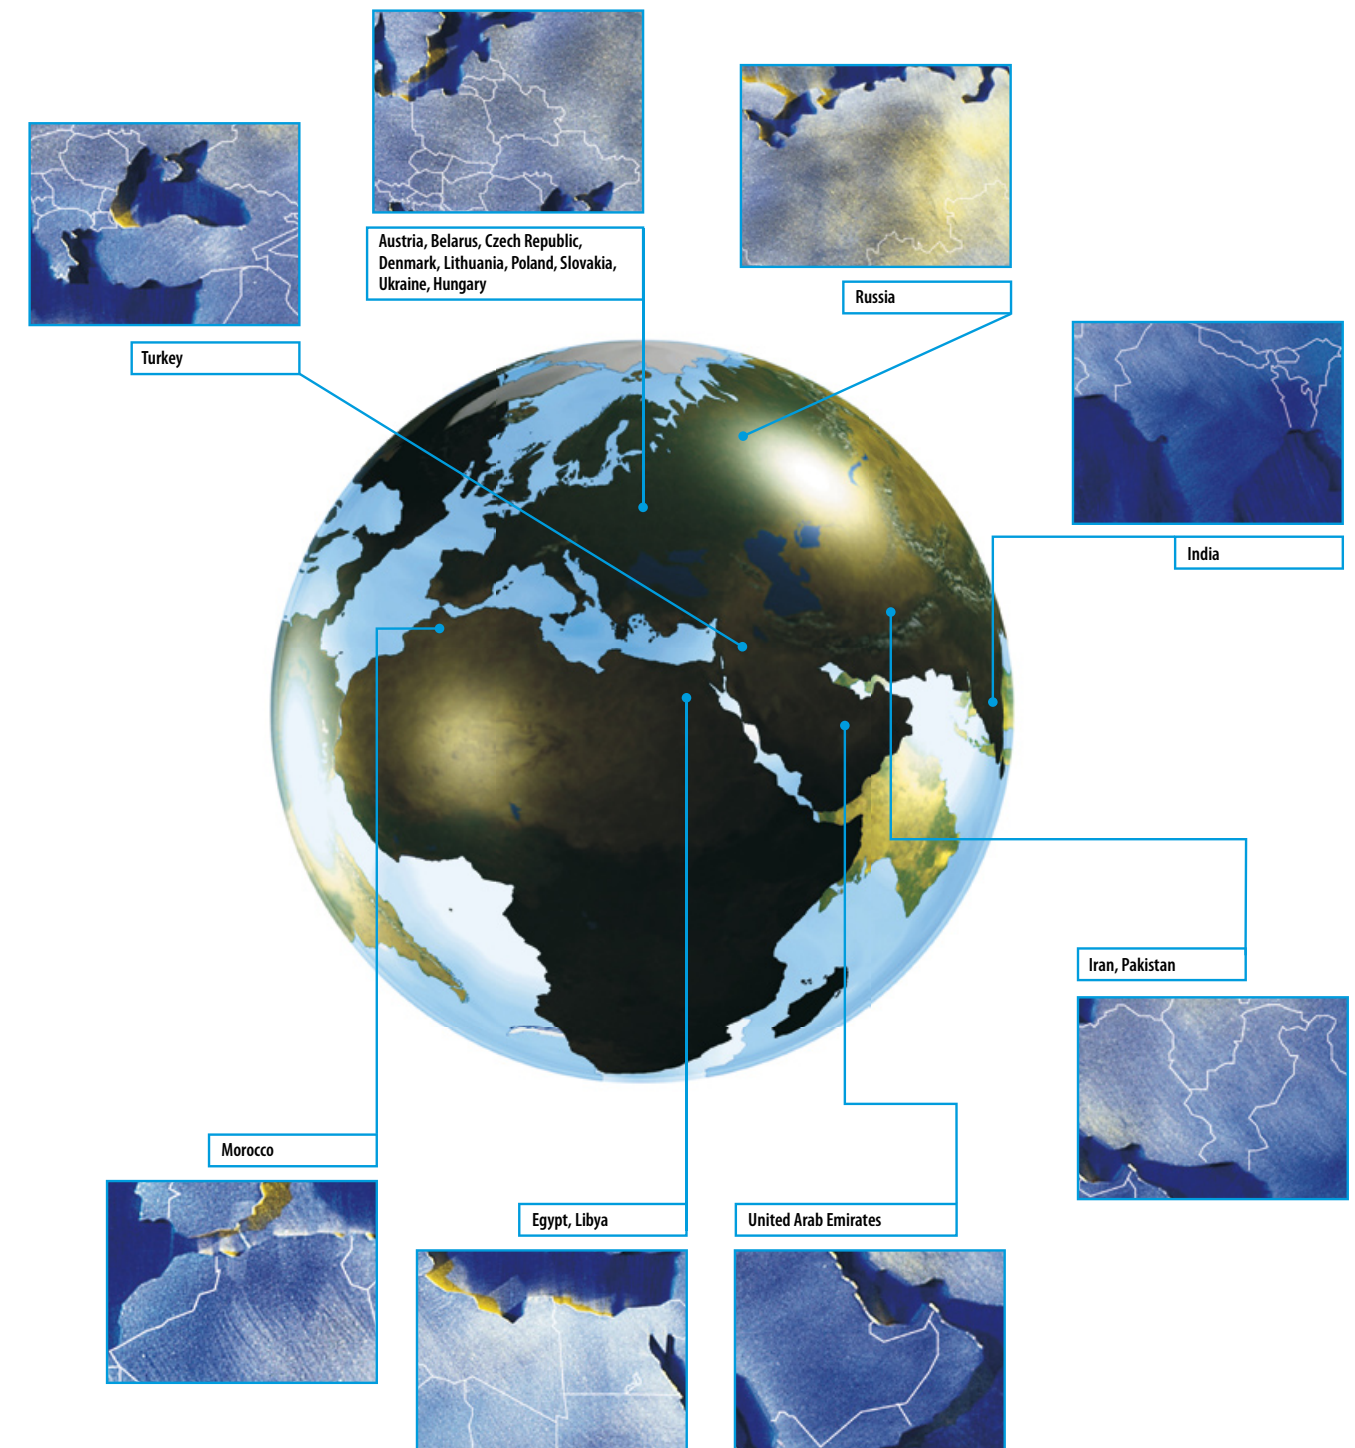 Austria, Belarus, Czech Republic,
Denmark, Lithuania, Poland, Slovakia,
Ukraine, Hungary
Russia
Turkey
India
Iran, Pakistan
Morocco
Egypt, Libya
United Arab Emirates